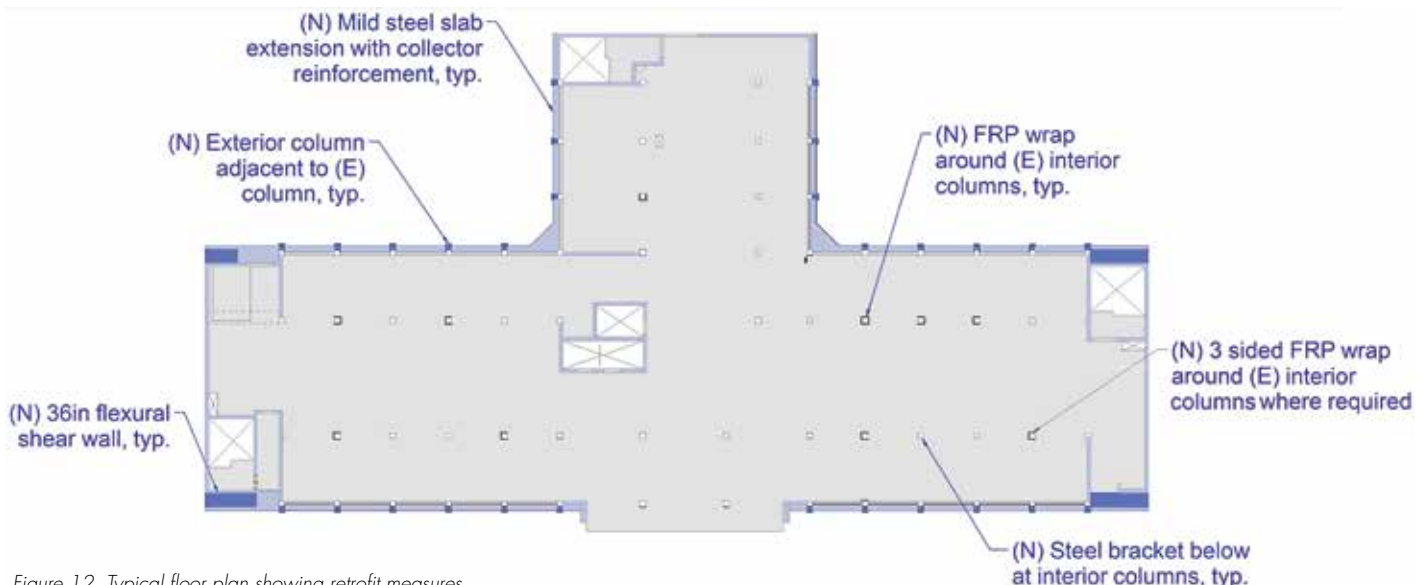 (N) Mild steel slab
extension with collector
reinforcement, typ.
(N) Exterior column
adjacent to (E)
column, typ.
(N) FRP wrap
around (E) interior
columns, typ.
(N) 3 sided FRP wrap
around (E) interior
columns where required
(N) 36in flexural
shear wall, typ.
(N) Steel bracket below
at interior columns, typ.
Figure 12. Typical floor plan showing retrofit measures